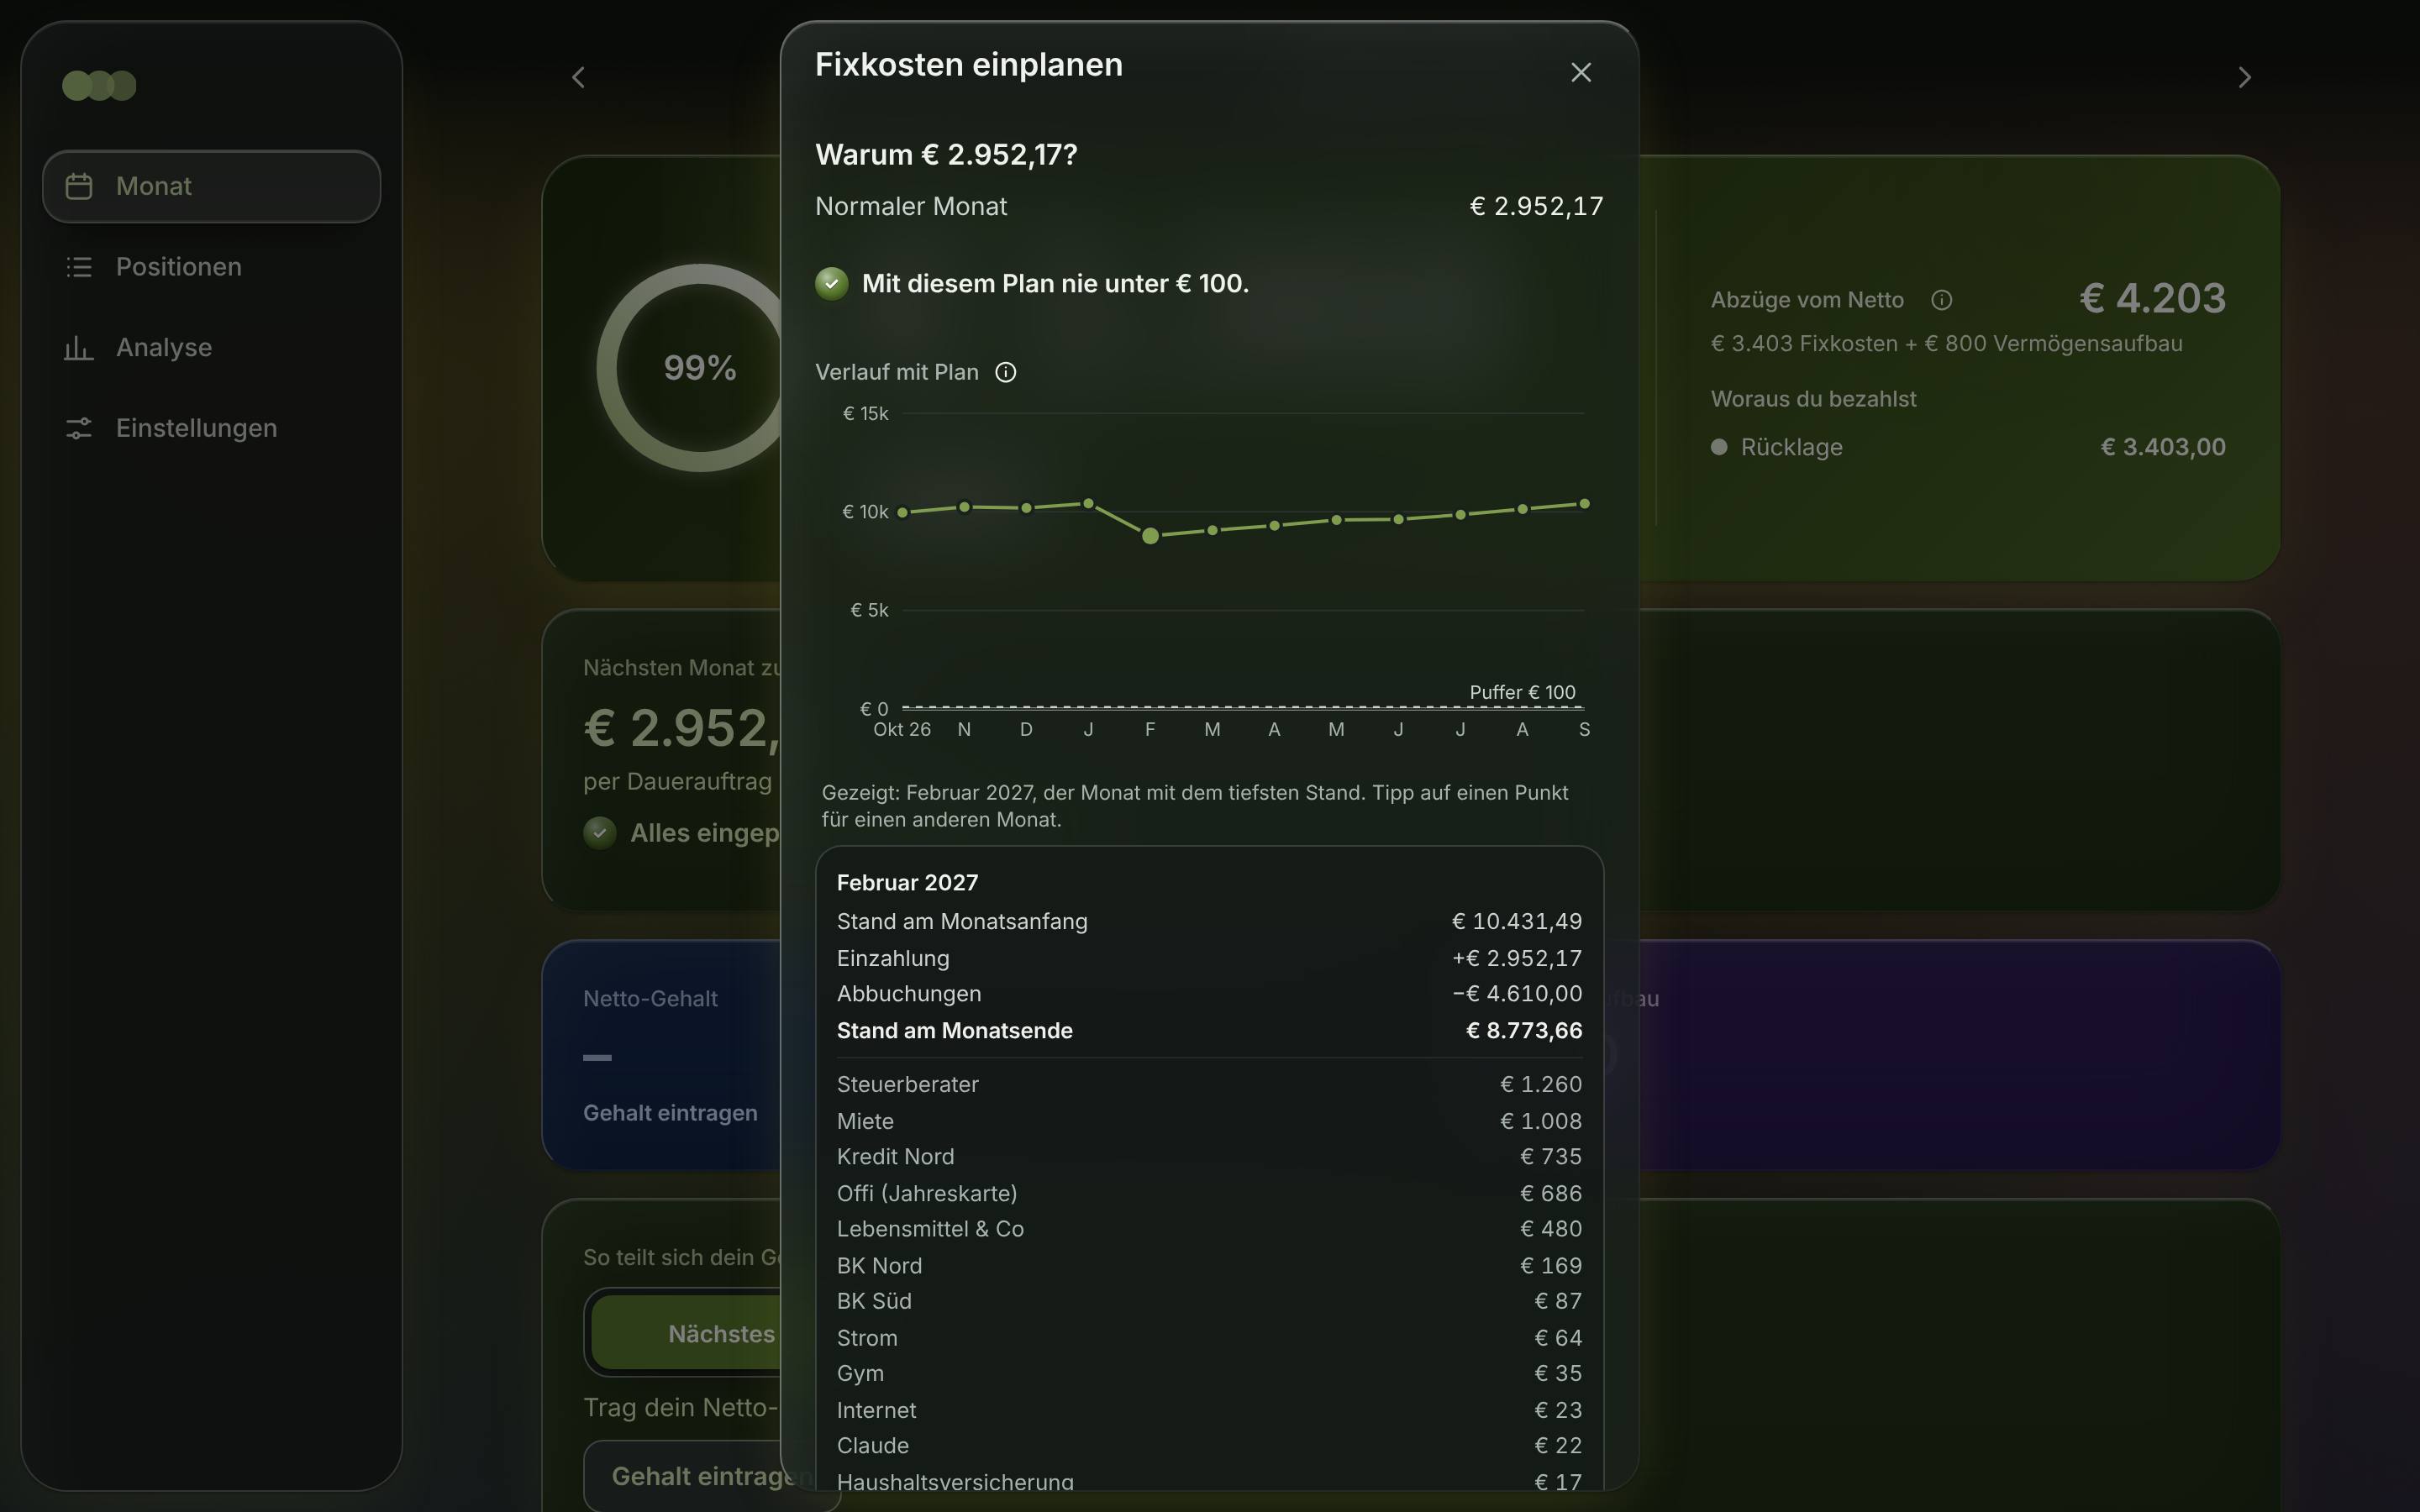 Monat
Positionen
Analyse
Einstellungen
99%
Abzüge vom Netto
€ 4.203
€ 3.403 Fixkosten + € 800 Vermögensaufbau
Woraus du bezahlst
Rücklage
€ 3.403,00
Nächsten Monat
€ 2.952,
per Dauerauftrag
Alles
Netto-Gehalt
–
Gehalt eintragen
So teilt sich dein
Nächstes
Trag dein Netto-
Gehalt eintragen
Fixkosten einplanen
Warum € 2.952,17?
Normaler Monat
€ 2.952,17
Mit diesem Plan nie unter € 100.
Verlauf mit Plan
€ 15k
€ 10k
€ 5k
€ 0
Puffer € 100
Okt 26 N D J F M A M J J A S
Gezeigt: Februar 2027, der Monat mit dem tiefsten Stand. Tipp auf einen Punkt
für einen anderen Monat.
Februar 2027
Stand am Monatsanfang € 10.431,49
Einzahlung +€ 2.952,17
Abbuchungen −€ 4.610,00
Stand am Monatsende € 8.773,66
Steuerberater € 1.260
Miete € 1.008
Kredit Nord € 735
Offi (Jahreskarte) € 686
Lebensmittel & Co € 480
BK Nord € 169
BK Süd € 87
Strom € 64
Gym € 35
Internet € 23
Claude € 22
Haushaltsversicherung € 17